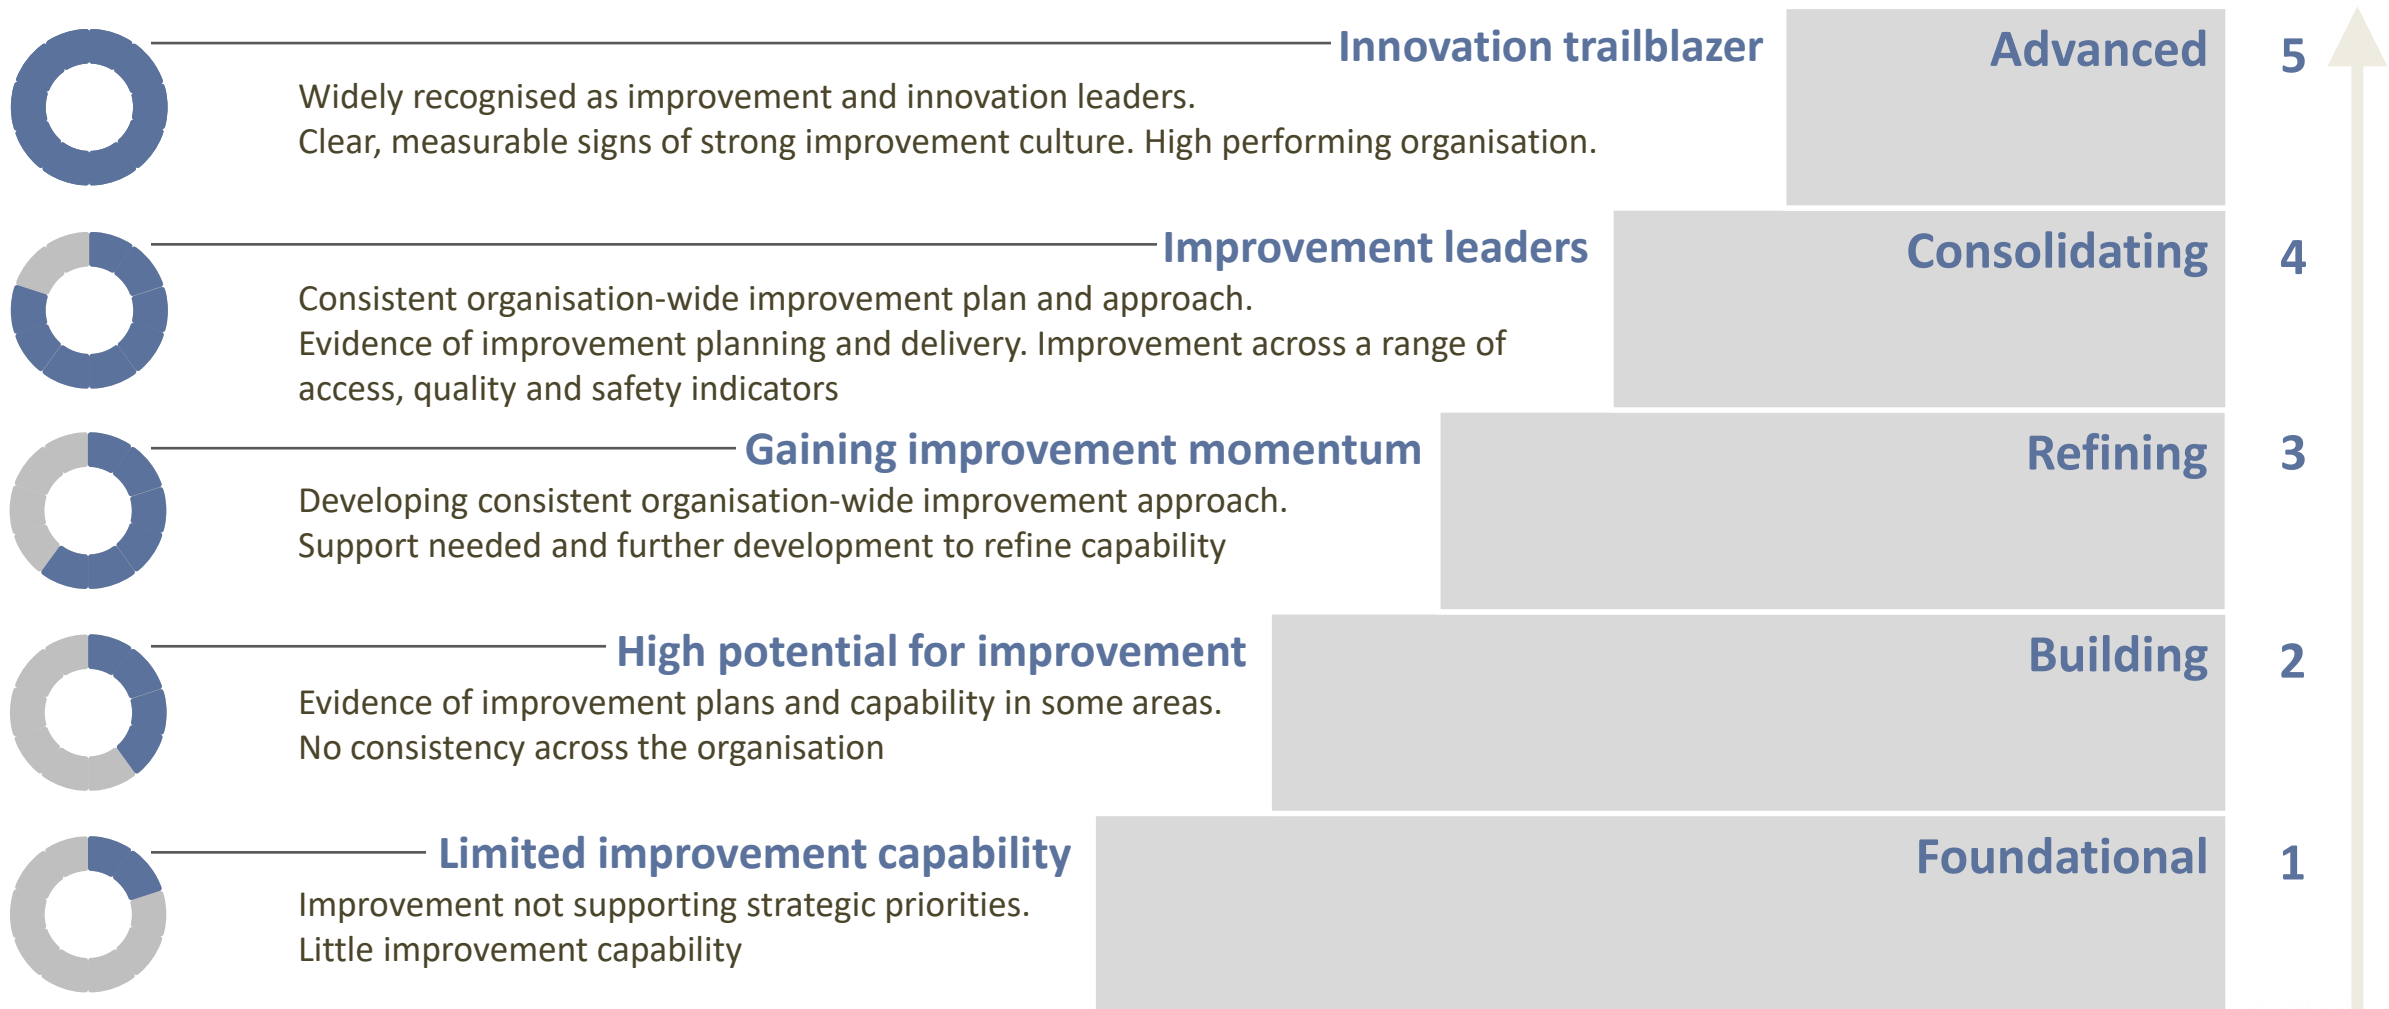 Innovation trailblazer
Advanced
5
Widely recognised as improvement and innovation leaders.
Clear, measurable signs of strong improvement culture. High performing organisation.
Improvement leaders
Consolidating
4
Consistent organisation-wide improvement plan and approach.
Evidence of improvement planning and delivery. Improvement across a range of
access, quality and safety indicators
Gaining improvement momentum
Refining
3
Developing consistent organisation-wide improvement approach.
Support needed and further development to refine capability
High potential for improvement
Building
2
Evidence of improvement plans and capability in some areas.
No consistency across the organisation
Limited improvement capability
Foundational
1
Improvement not supporting strategic priorities.
Little improvement capability